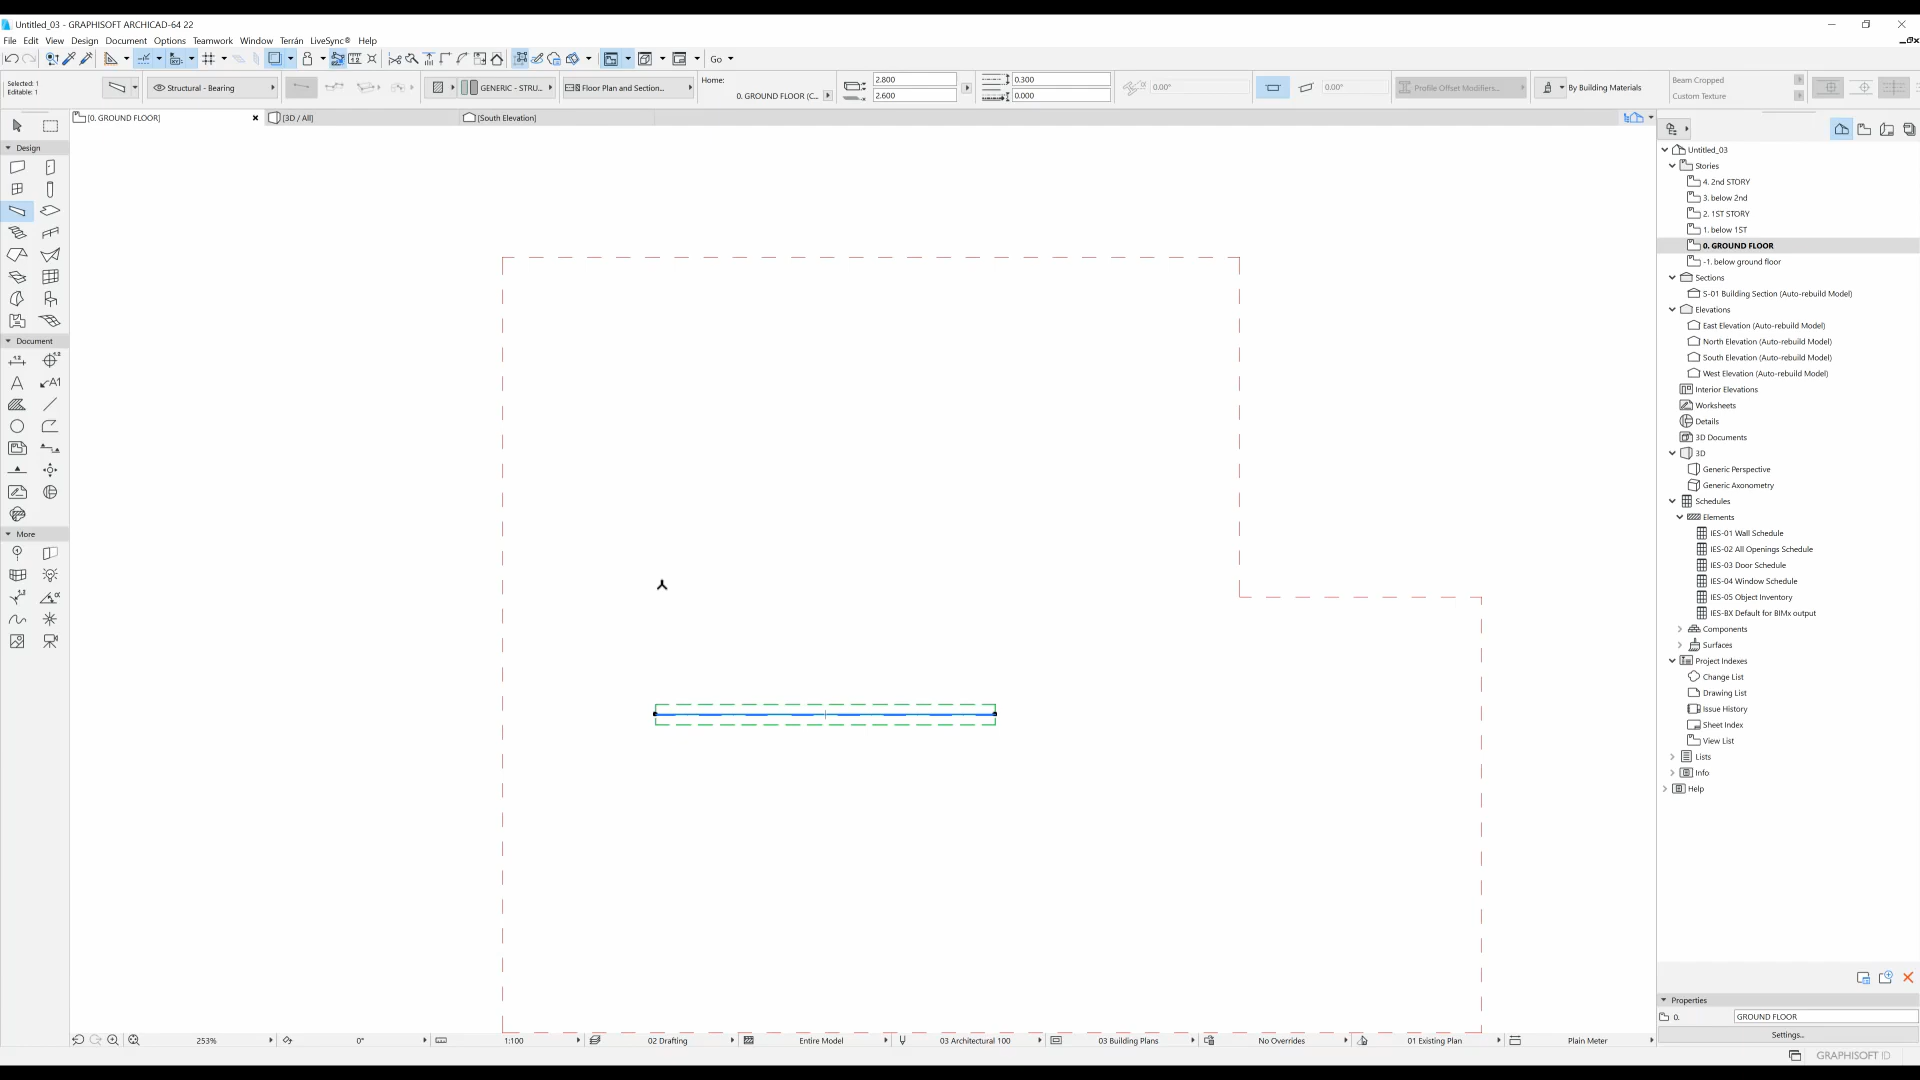 Untitled_03 - GRAPHISOFT ARCHICAD-64 22
File Edit View Design Document Options Teamwork Window Terrán LiveSync® Help
Go
Selected: 1
Editable: 1
Structural - Bearing
GENERIC - STRU...
Floor Plan and Section...
Home:
0. GROUND FLOOR (C...
2.800
2.600
0.300
0.000
0.00°
0.00°
Profile Offset Modifiers...
By Building Materials
Beam Cropped
Custom Texture
[0. GROUND FLOOR]
[3D / All]
[South Elevation]
Design
Document
1.2
1.2
A
A1
More
Untitled_03
Stories
4. 2nd STORY
3. below 2nd
2. 1ST STORY
1. below 1ST
0. GROUND FLOOR
-1. below ground floor
Sections
S-01 Building Section (Auto-rebuild Model)
Elevations
East Elevation (Auto-rebuild Model)
North Elevation (Auto-rebuild Model)
South Elevation (Auto-rebuild Model)
West Elevation (Auto-rebuild Model)
Interior Elevations
Worksheets
Details
3D Documents
3D
Generic Perspective
Generic Axonometry
Schedules
Elements
IES-01 Wall Schedule
IES-02 All Openings Schedule
IES-03 Door Schedule
IES-04 Window Schedule
IES-05 Object Inventory
IES-BX Default for BIMx output
Components
Surfaces
Project Indexes
Change List
Drawing List
Issue History
Sheet Index
View List
Lists
Info
Help
Properties
0.
GROUND FLOOR
Settings...
253%
0°
1:100
02 Drafting
Entire Model
03 Architectural 100
03 Building Plans
No Overrides
01 Existing Plan
Plain Meter
GRAPHISOFT ID